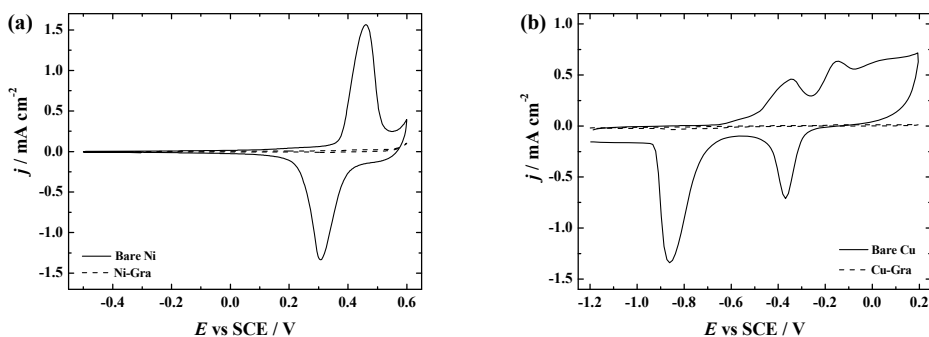 (a)
j / mA cm-2
1.5
1.0
0.5
0.0
-0.5
-1.0
-1.5
Bare Ni
Ni-Gra
-0.4 -0.2 0.0 0.2 0.4 0.6
E vs SCE / V
(b)
j / mA cm-2
1.0
0.5
0.0
-0.5
-1.0
-1.5
Bare Cu
Cu-Gra
-1.2 -1.0 -0.8 -0.6 -0.4 -0.2 0.0 0.2
E vs SCE / V